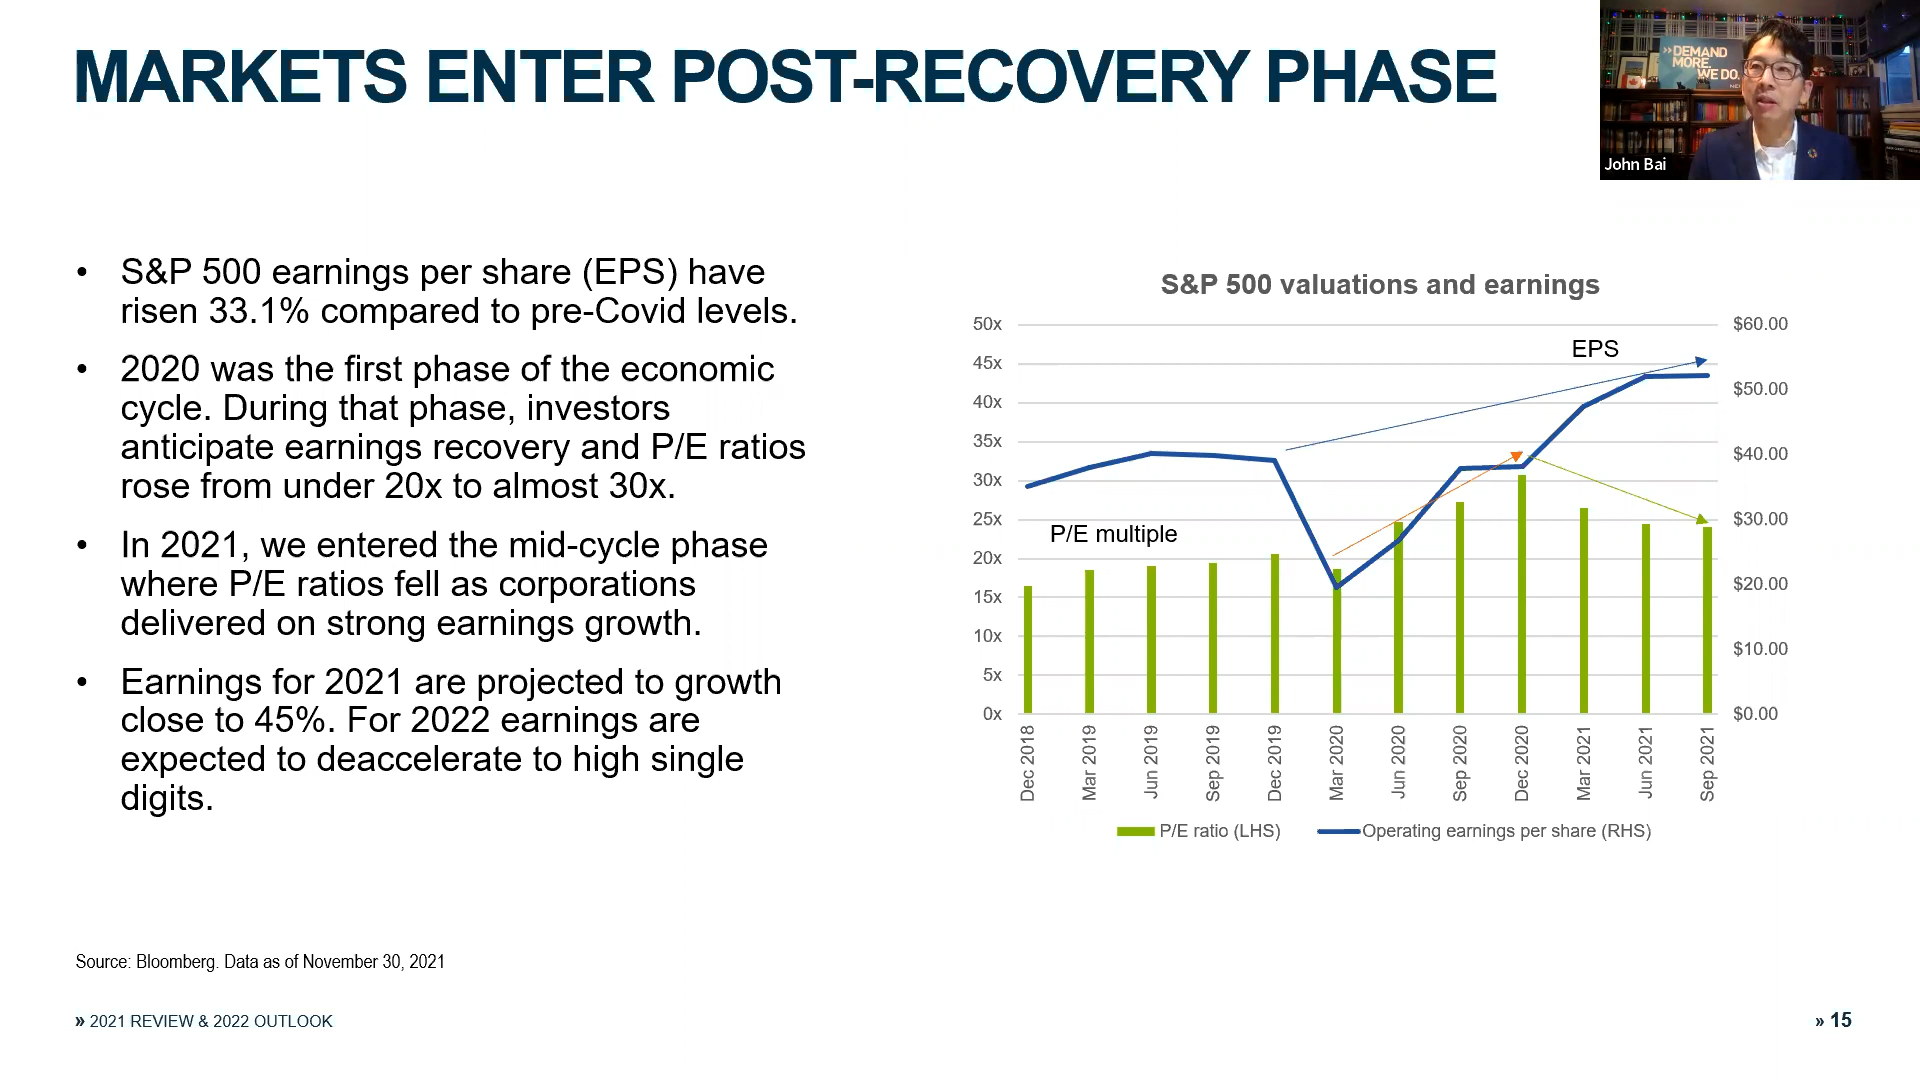 MARKETS ENTER POST-RECOVERY PHASE
»DEMAND
MORE.
WE DO.
John Bai
• S&P 500 earnings per share (EPS) have
risen 33.1% compared to pre-Covid levels.
• 2020 was the first phase of the economic
cycle. During that phase, investors
anticipate earnings recovery and P/E ratios
rose from under 20x to almost 30x.
• In 2021, we entered the mid-cycle phase
where P/E ratios fell as corporations
delivered on strong earnings growth.
• Earnings for 2021 are projected to growth
close to 45%. For 2022 earnings are
expected to deaccelerate to high single
digits.
S&P 500 valuations and earnings
50x
45x
40x
35x
30x
25x
20x
15x
10x
5x
0x
EPS
P/E multiple
$60.00
$50.00
$40.00
$30.00
$20.00
$10.00
$0.00
Dec 2018
Mar 2019
Jun 2019
Sep 2019
Dec 2019
Mar 2020
Jun 2020
Sep 2020
Dec 2020
Mar 2021
Jun 2021
Sep 2021
P/E ratio (LHS)
Operating earnings per share (RHS)
Source: Bloomberg. Data as of November 30, 2021
» 2021 REVIEW & 2022 OUTLOOK
» 15